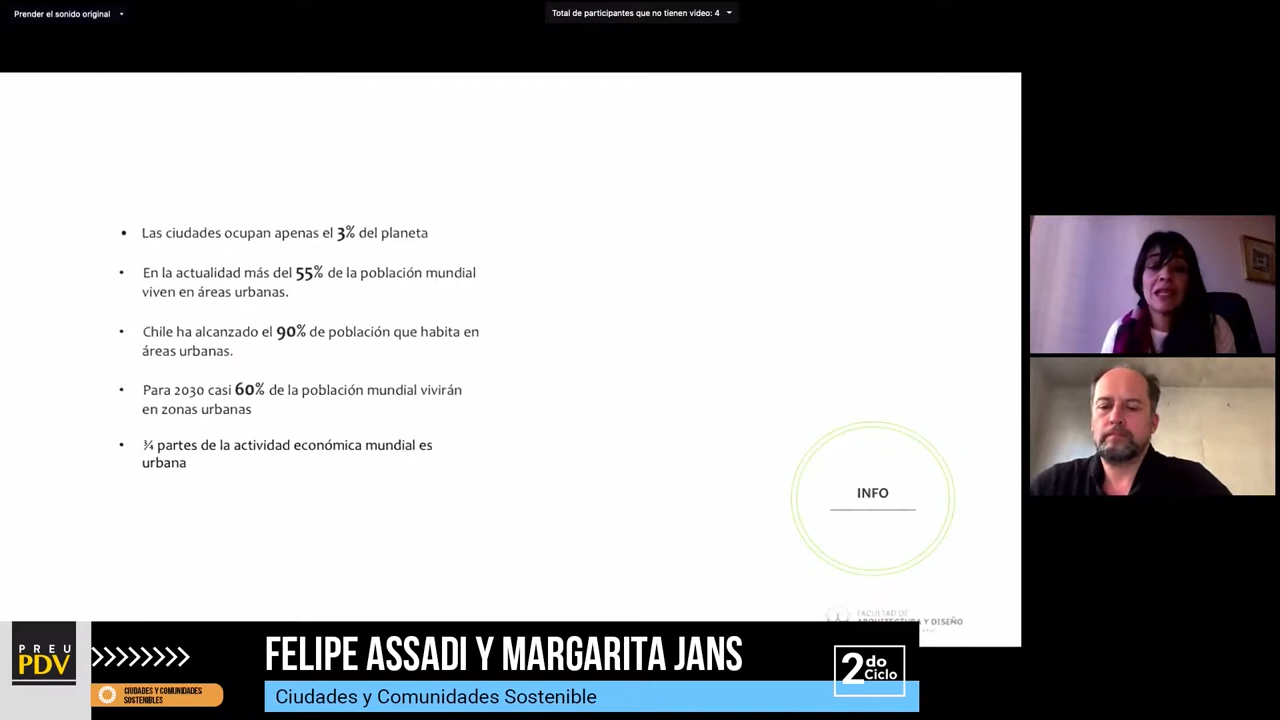 Prender el sonido original
Total de participantes que no tienen video: 4
• Las ciudades ocupan apenas el 3% del planeta
• En la actualidad más del 55% de la población mundial
viven en áreas urbanas.
• Chile ha alcanzado el 90% de población que habita en
áreas urbanas.
• Para 2030 casi 60% de la población mundial vivirán
en zonas urbanas
• ¾ partes de la actividad económica mundial es
urbana
INFO
FACULTAD DE
ARQUITECTURA Y DISEÑO
PREU
PDV
CIUDADES Y COMUNIDADES
SOSTENIBLES
FELIPE ASSADI Y MARGARITA JANS
Ciudades y Comunidades Sostenible
2do
Ciclo